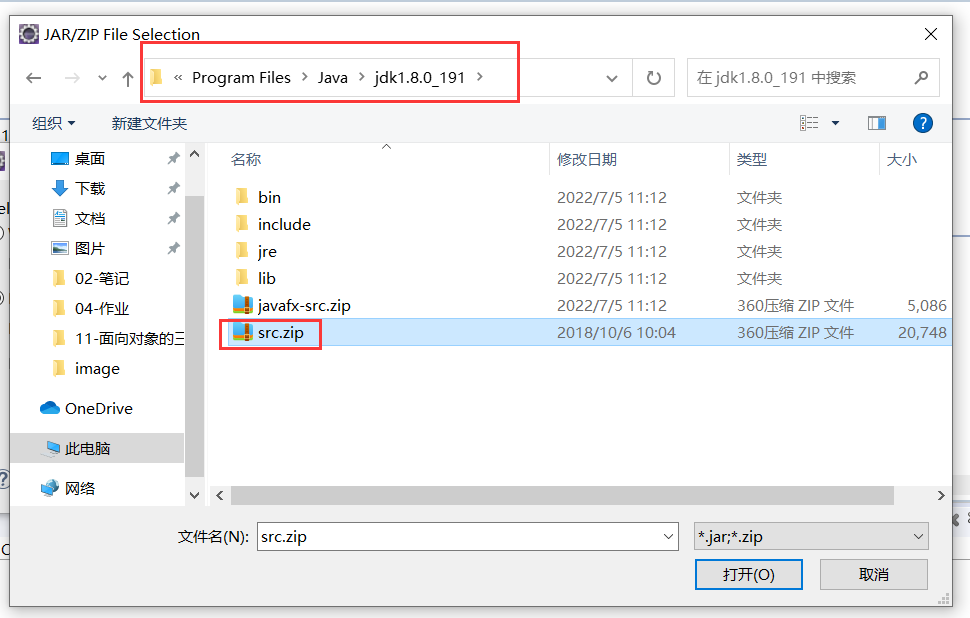 JAR/ZIP File Selection
« Program Files > Java > jdk1.8.0_191 >
在 jdk1.8.0_191 中搜索
组织
新建文件夹
桌面
下载
文档
图片
02-笔记
04-作业
11-面向对象的三
image
OneDrive
此电脑
网络
名称 修改日期 类型 大小
bin 2022/7/5 11:12 文件夹
include 2022/7/5 11:12 文件夹
jre 2022/7/5 11:12 文件夹
lib 2022/7/5 11:12 文件夹
javafx-src.zip 2022/7/5 11:12 360压缩 ZIP 文件 5,086
src.zip 2018/10/6 10:04 360压缩 ZIP 文件 20,748
文件名(N): src.zip
*.jar;*.zip
打开(O) 取消